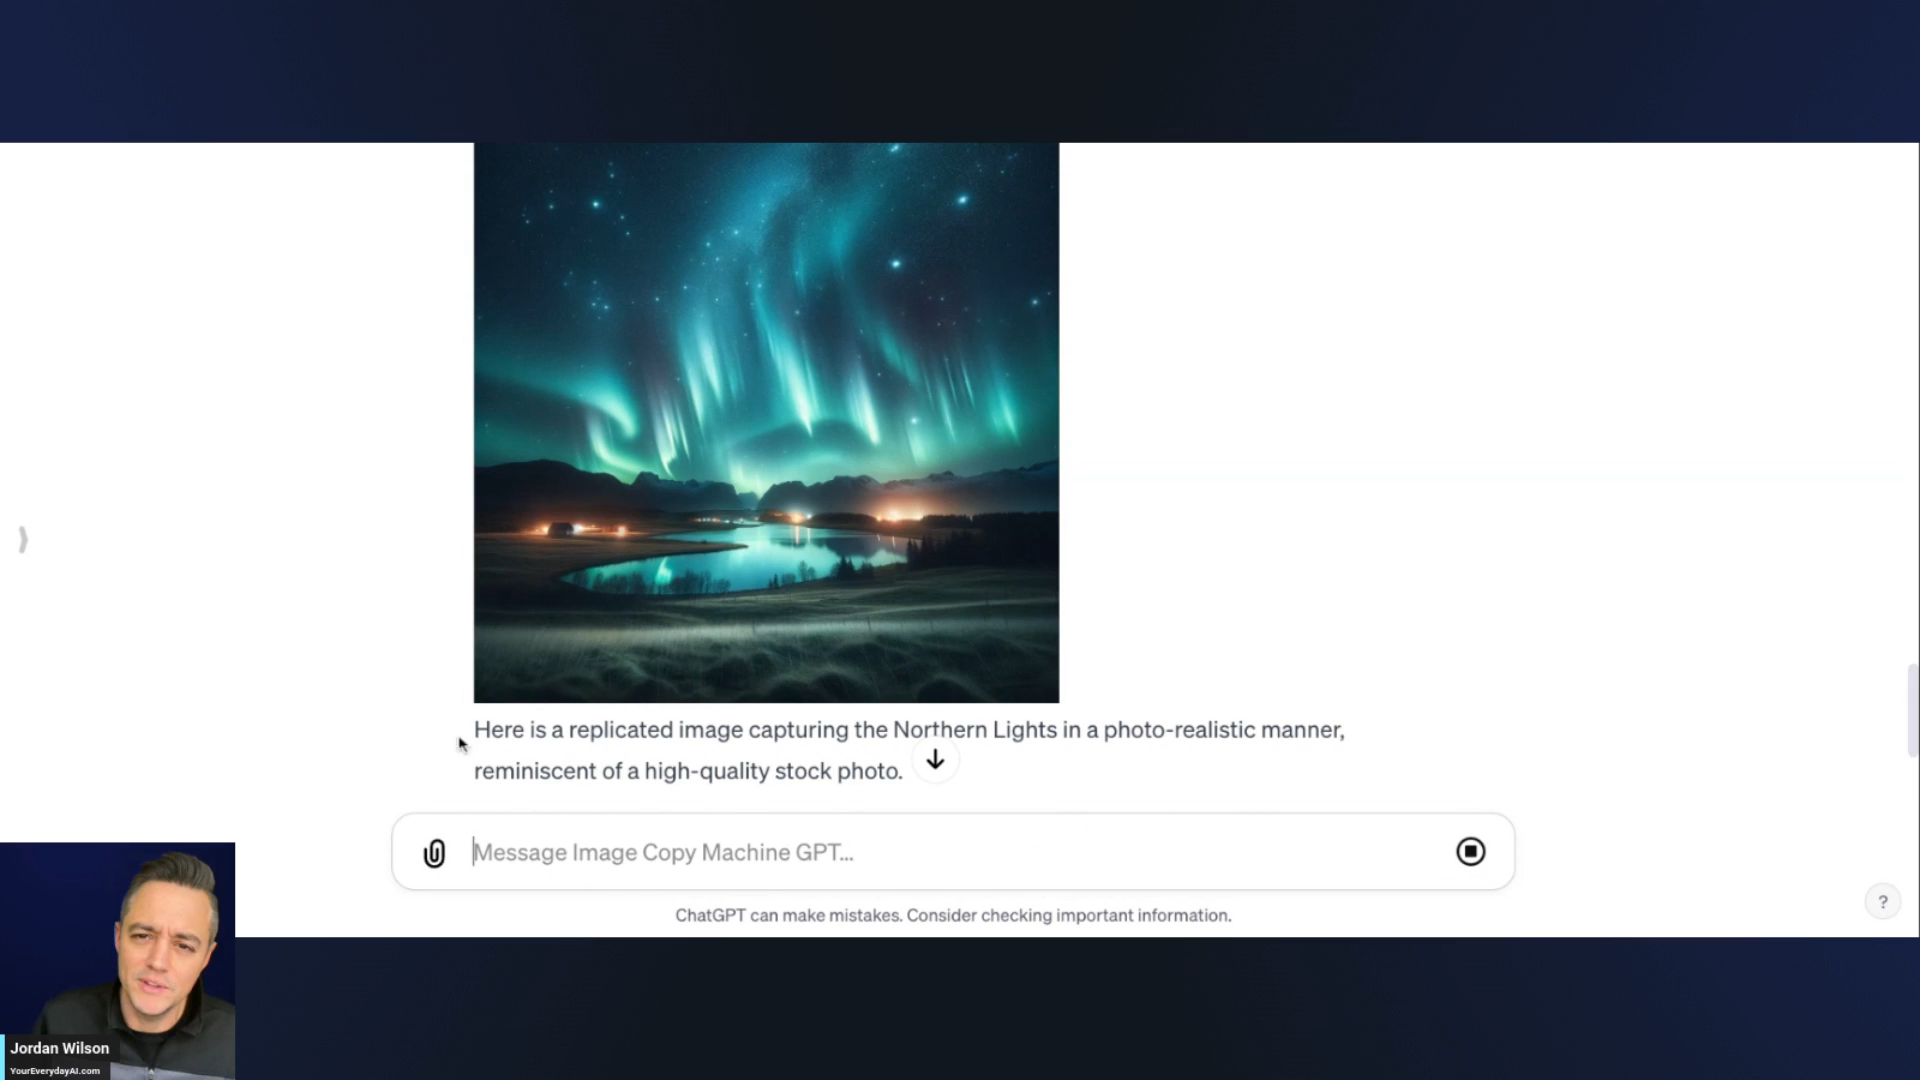 Here is a replicated image capturing the Northern Lights in a photo-realistic manner,
reminiscent of a high-quality stock photo.
Message Image Copy Machine GPT...
ChatGPT can make mistakes. Consider checking important information.
?
Jordan Wilson
YourEverydayAI.com